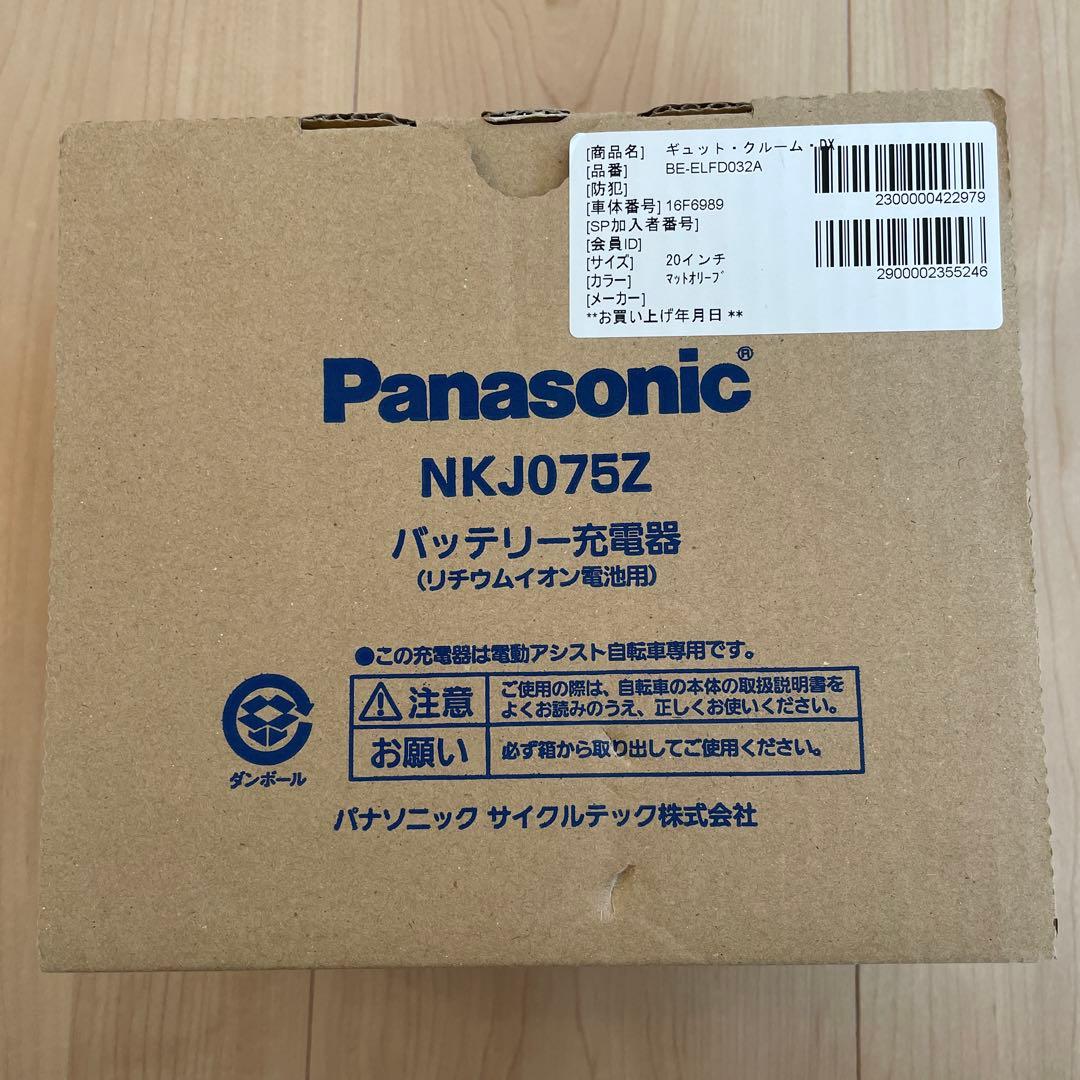 [商品名] ギュット・クルーム・DX
[品番] BE-ELFD032A
[防犯]
[車体番号] 16F6989
[SP加入者番号]
[会員ID]
[サイズ] 20インチ
[カラー] ﾏｯﾄｵﾘｰﾌﾞ
[メーカー]
**お買い上げ年月日 **
2300000422979
2900002355246
Panasonic®
NKJ075Z
バッテリー充電器
(リチウムイオン電池用)
●この充電器は電動アシスト自転車専用です。
注意 ご使用の際は、自転車の本体の取扱説明書を
よくお読みのうえ、正しくお使いください。
お願い 必ず箱から取り出してご使用ください。
ダンボール
パナソニック サイクルテック株式会社